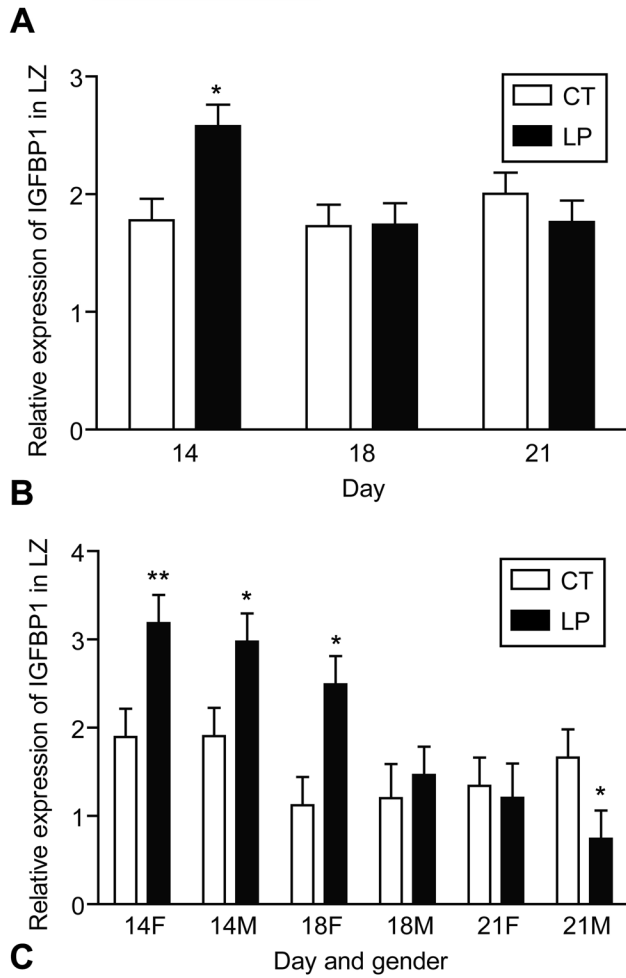 A
Relative expression of IGFBP1 in LZ
3
2
1
0
*
CT
LP
14 18 21
Day
B
Relative expression of IGFBP1 in LZ
4
3
2
1
0
** * * *
CT
LP
14F 14M 18F 18M 21F 21M
Day and gender
C